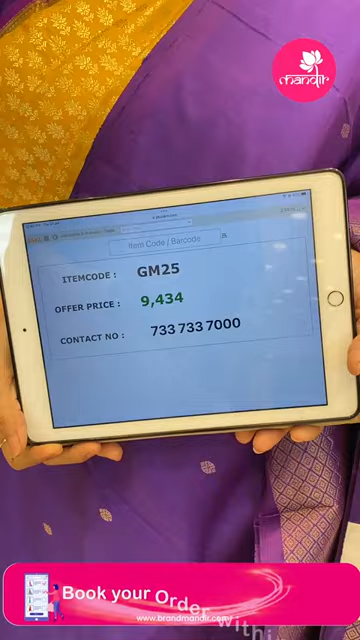 mandir
Item Code / Barcode
ITEMCODE : GM25
OFFER PRICE : 9,434
CONTACT NO : 733 733 7000
Book your Order within
www.brandmandir.com